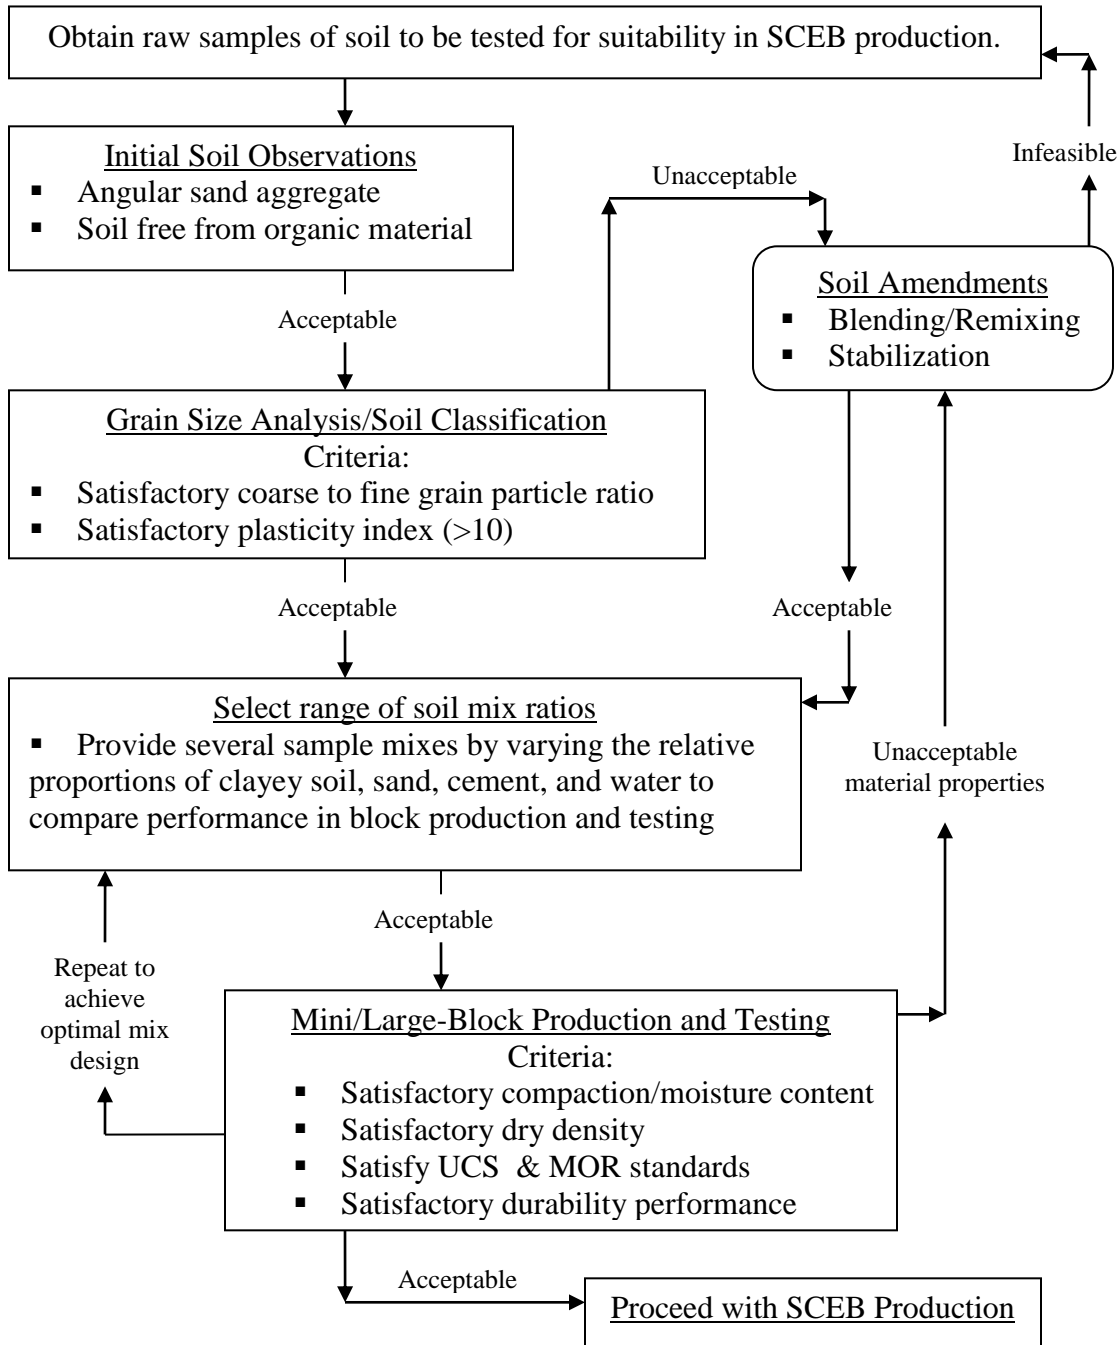 Obtain raw samples of soil to be tested for suitability in SCEB production.
Initial Soil Observations
▪ Angular sand aggregate
▪ Soil free from organic material
Infeasible
Unacceptable
Soil Amendments
▪ Blending/Remixing
▪ Stabilization
Acceptable
Grain Size Analysis/Soil Classification
Criteria:
▪ Satisfactory coarse to fine grain particle ratio
▪ Satisfactory plasticity index (>10)
Acceptable
Acceptable
Select range of soil mix ratios
▪ Provide several sample mixes by varying the relative
proportions of clayey soil, sand, cement, and water to
compare performance in block production and testing
Unacceptable
material properties
Acceptable
Repeat to
achieve
optimal mix
design
Mini/Large-Block Production and Testing
Criteria:
▪ Satisfactory compaction/moisture content
▪ Satisfactory dry density
▪ Satisfy UCS & MOR standards
▪ Satisfactory durability performance
Acceptable
Proceed with SCEB Production